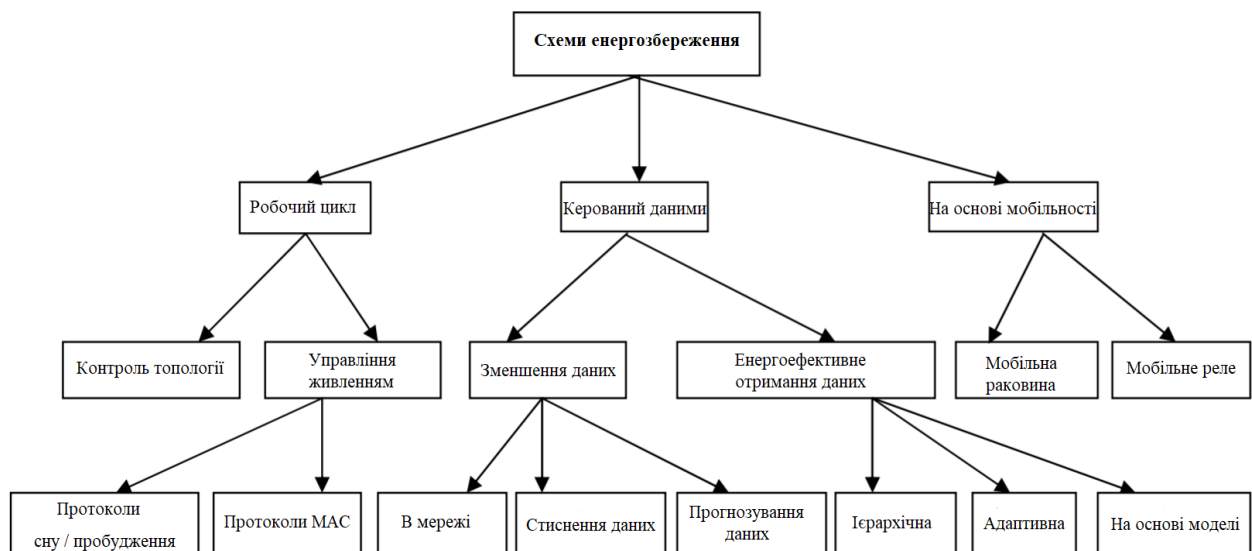 Схеми енергозбереження
Робочий цикл
Керований даними
На основі мобільності
Контроль топології
Управління
живленням
Зменшення даних
Енергоефективне
отримання даних
Мобільна
раковина
Мобільне реле
Протоколи
сну / пробудження
Протоколи MAC
В мережі
Стиснення даних
Прогнозування
даних
Ієрархічна
Адаптивна
На основі моделі